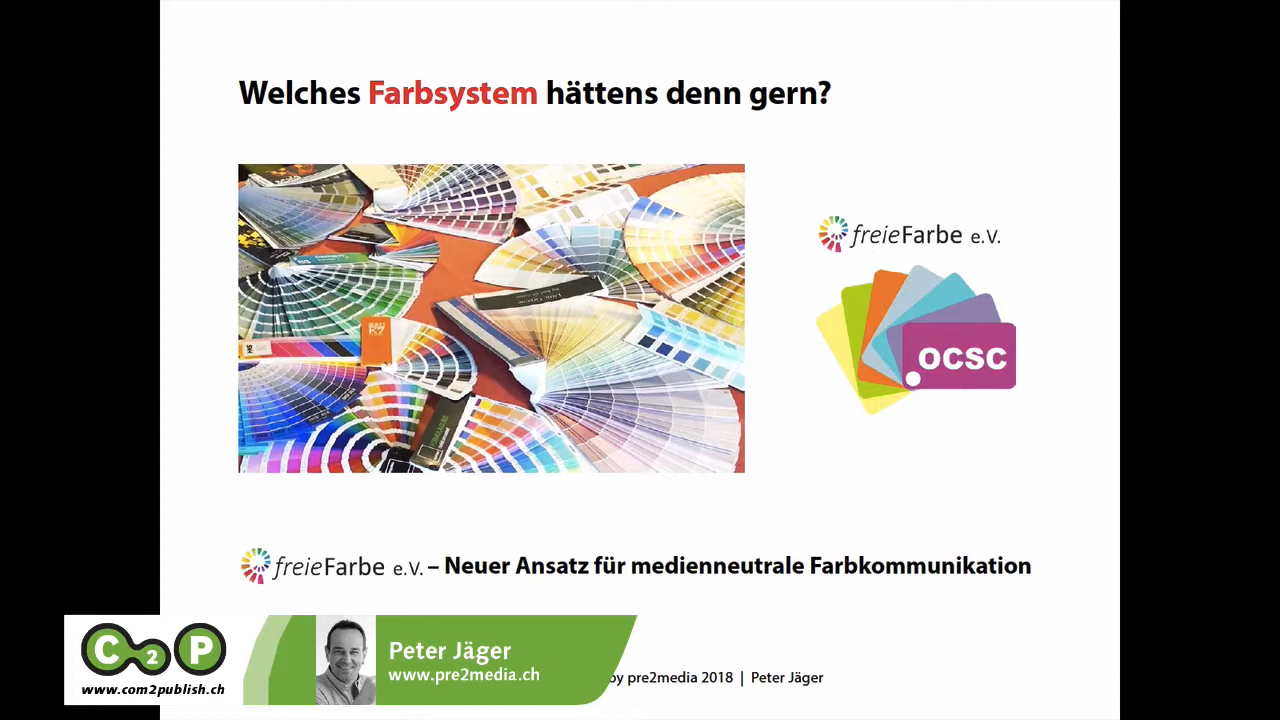 Welches Farbsystem hättens denn gern?
freieFarbe e.V.
OCSC
HKS
freieFarbe e.V. – Neuer Ansatz für medienneutrale Farbkommunikation
C2P
www.com2publish.ch
Peter Jäger
www.pre2media.ch
by pre2media 2018 | Peter Jäger